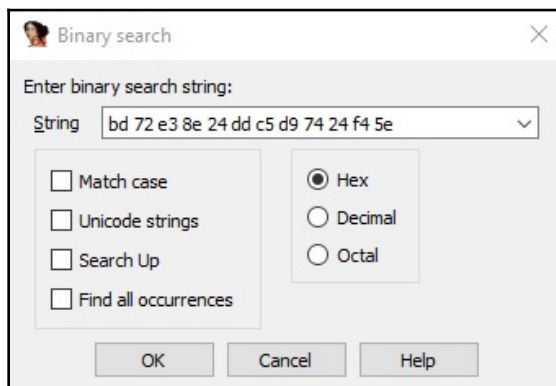 Binary search
Enter binary search string:
String bd 72 e3 8e 24 dd c5 d9 74 24 f4 5e
Match case
Unicode strings
Search Up
Find all occurrences
Hex
Decimal
Octal
OK Cancel Help